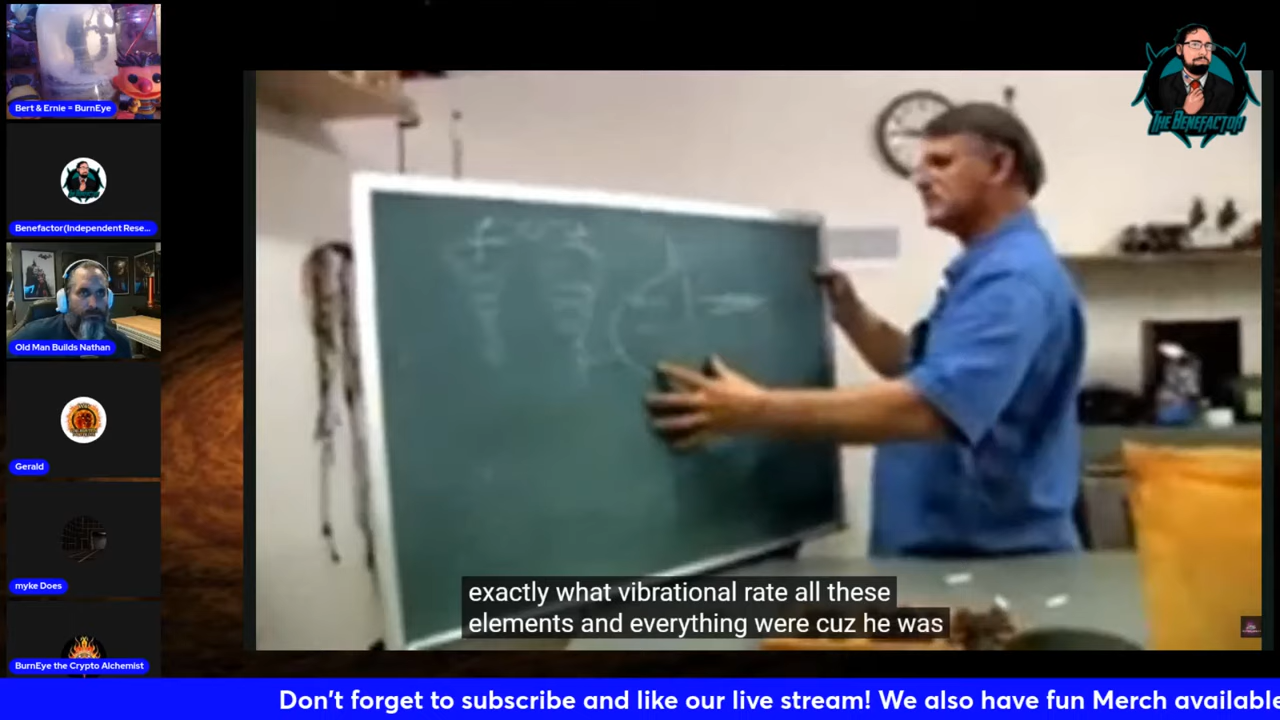 Bert & Ernie = BurnEye
Benefactor(Independent Rese...
Old Man Builds Nathan
Gerald
myke Does
BurnEye the Crypto Alchemist
THE BENEFACTOR
exactly what vibrational rate all these
elements and everything were cuz he was
Don't forget to subscribe and like our live stream! We also have fun Merch available